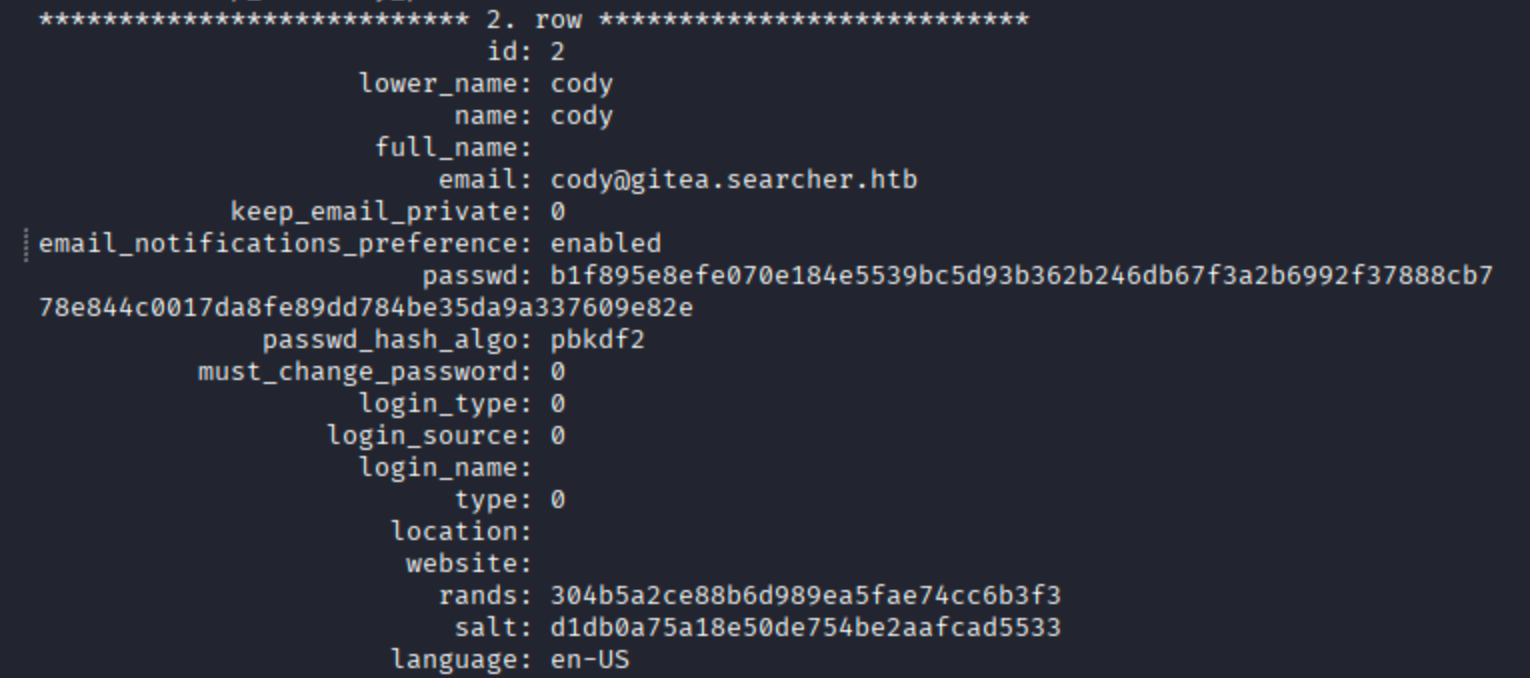 *************************** 2. row ***************************
id: 2
lower_name: cody
name: cody
full_name:
email: cody@gitea.searcher.htb
keep_email_private: 0
email_notifications_preference: enabled
passwd: b1f895e8efe070e184e5539bc5d93b362b246db67f3a2b6992f37888cb7
78e844c0017da8fe89dd784be35da9a337609e82e
passwd_hash_algo: pbkdf2
must_change_password: 0
login_type: 0
login_source: 0
login_name:
type: 0
location:
website:
rands: 304b5a2ce88b6d989ea5fae74cc6b3f3
salt: d1db0a75a18e50de754be2aafcad5533
language: en-US